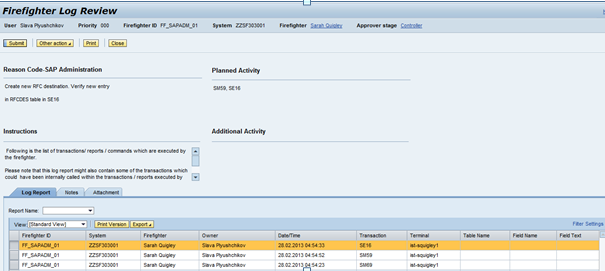 Firefighter Log Review
User Slava Plyushchikov Priority 000 Firefighter ID FF_SAPADM_01 System ZZSF303001 Firefighter Sarah Quigley Approver stage Controller
Submit Other action Print Close
Reason Code-SAP Administration
Planned Activity
Create new RFC destination. Verify new entry
SM59, SE16
in RFCDES table in SE16
Instructions
Additional Activity
Following is the list of transactions/ reports / commands which are executed by
the firefighter.
Please note that this log report might also contain some of the transactions which
could have been internally called within the transactions / reports executed by
Log Report Notes Attachment
Report Name:
View: [Standard View] Print Version Export Filter Settings
Firefighter ID System Firefighter Owner Date/Time Transaction Terminal Table Name Field Name Field Text
FF_SAPADM_01 ZZSF303001 Sarah Quigley Slava Plyushchikov 28.02.2013 04:54:33 SE16 ist-squigley1
FF_SAPADM_01 ZZSF303001 Sarah Quigley Slava Plyushchikov 28.02.2013 04:54:52 SM59 ist-squigley1
FF_SAPADM_01 ZZSF303001 Sarah Quigley Slava Plyushchikov 28.02.2013 04:54:23 SM69 ist-squigley1